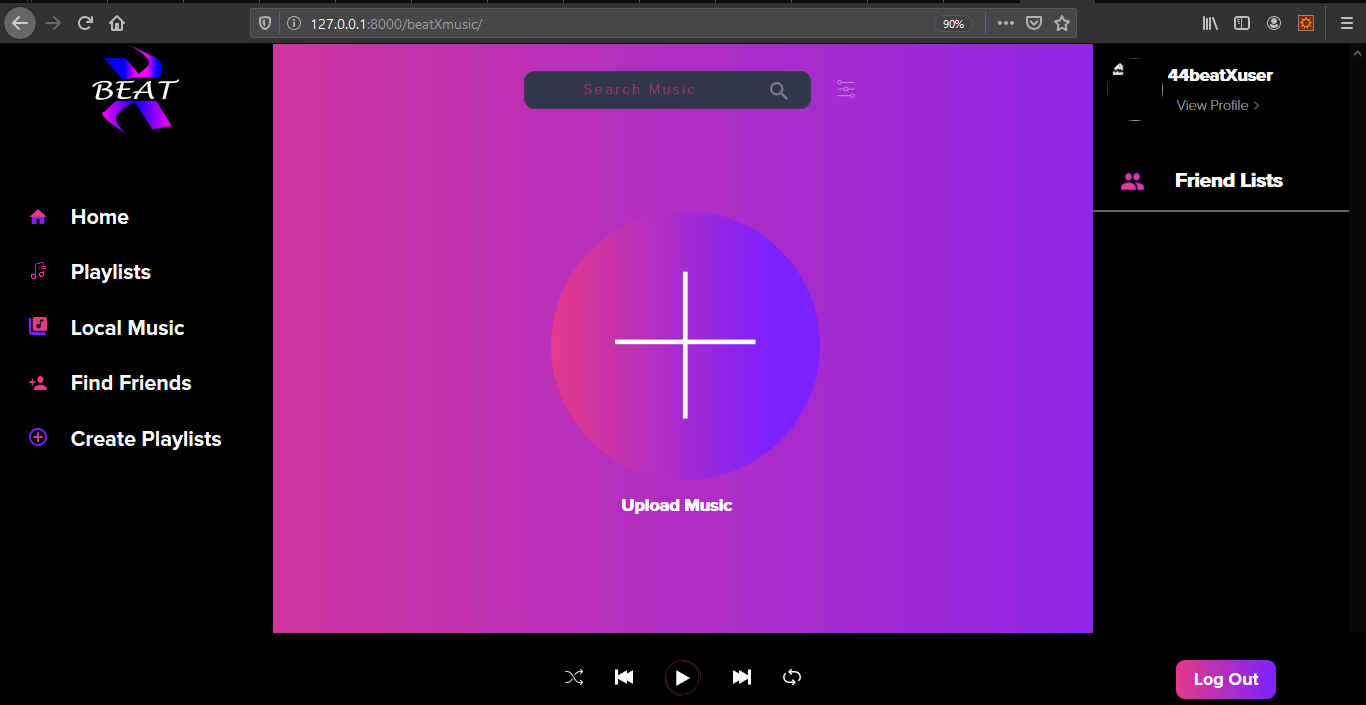 127.0.0.1:8000/beatXmusic/
90%
BEAT
X
Search Music
44beatXuser
View Profile >
Friend Lists
Home
Playlists
Local Music
Find Friends
Create Playlists
Upload Music
Log Out